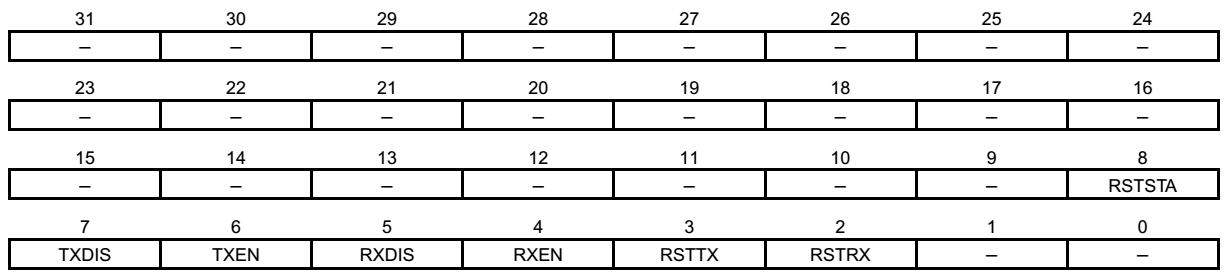 31 30 29 28 27 26 25 24
– – – – – – – –
23 22 21 20 19 18 17 16
– – – – – – – –
15 14 13 12 11 10 9 8
– – – – – – – RSTSTA
7 6 5 4 3 2 1 0
TXDIS TXEN RXDIS RXEN RSTTX RSTRX – –